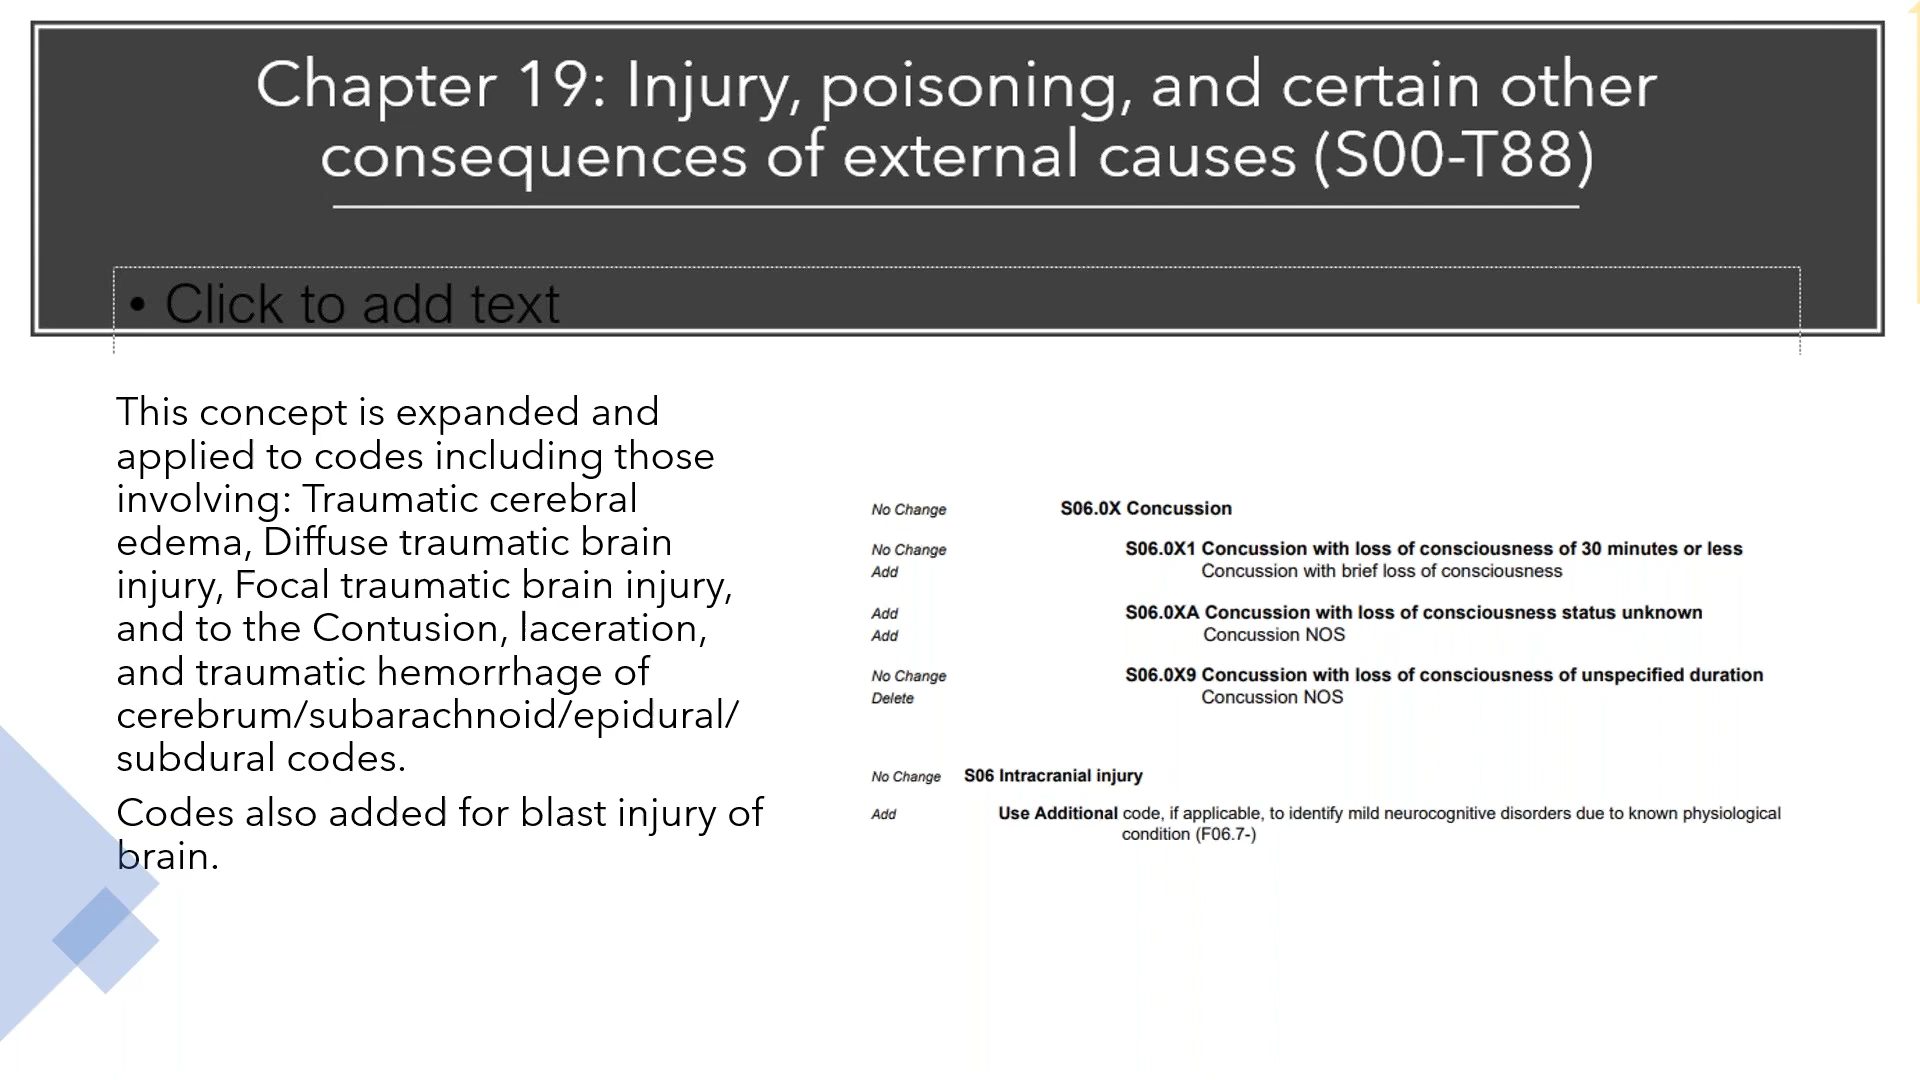 Chapter 19: Injury, poisoning, and certain other
consequences of external causes (S00-T88)
• Click to add text
This concept is expanded and
applied to codes including those
involving: Traumatic cerebral
edema, Diffuse traumatic brain
injury, Focal traumatic brain injury,
and to the Contusion, laceration,
and traumatic hemorrhage of
cerebrum/subarachnoid/epidural/
subdural codes.
Codes also added for blast injury of
brain.
No Change S06.0X Concussion
No Change S06.0X1 Concussion with loss of consciousness of 30 minutes or less
Add Concussion with brief loss of consciousness
Add S06.0XA Concussion with loss of consciousness status unknown
Add Concussion NOS
No Change S06.0X9 Concussion with loss of consciousness of unspecified duration
Delete Concussion NOS
No Change S06 Intracranial injury
Add Use Additional code, if applicable, to identify mild neurocognitive disorders due to known physiological
condition (F06.7-)